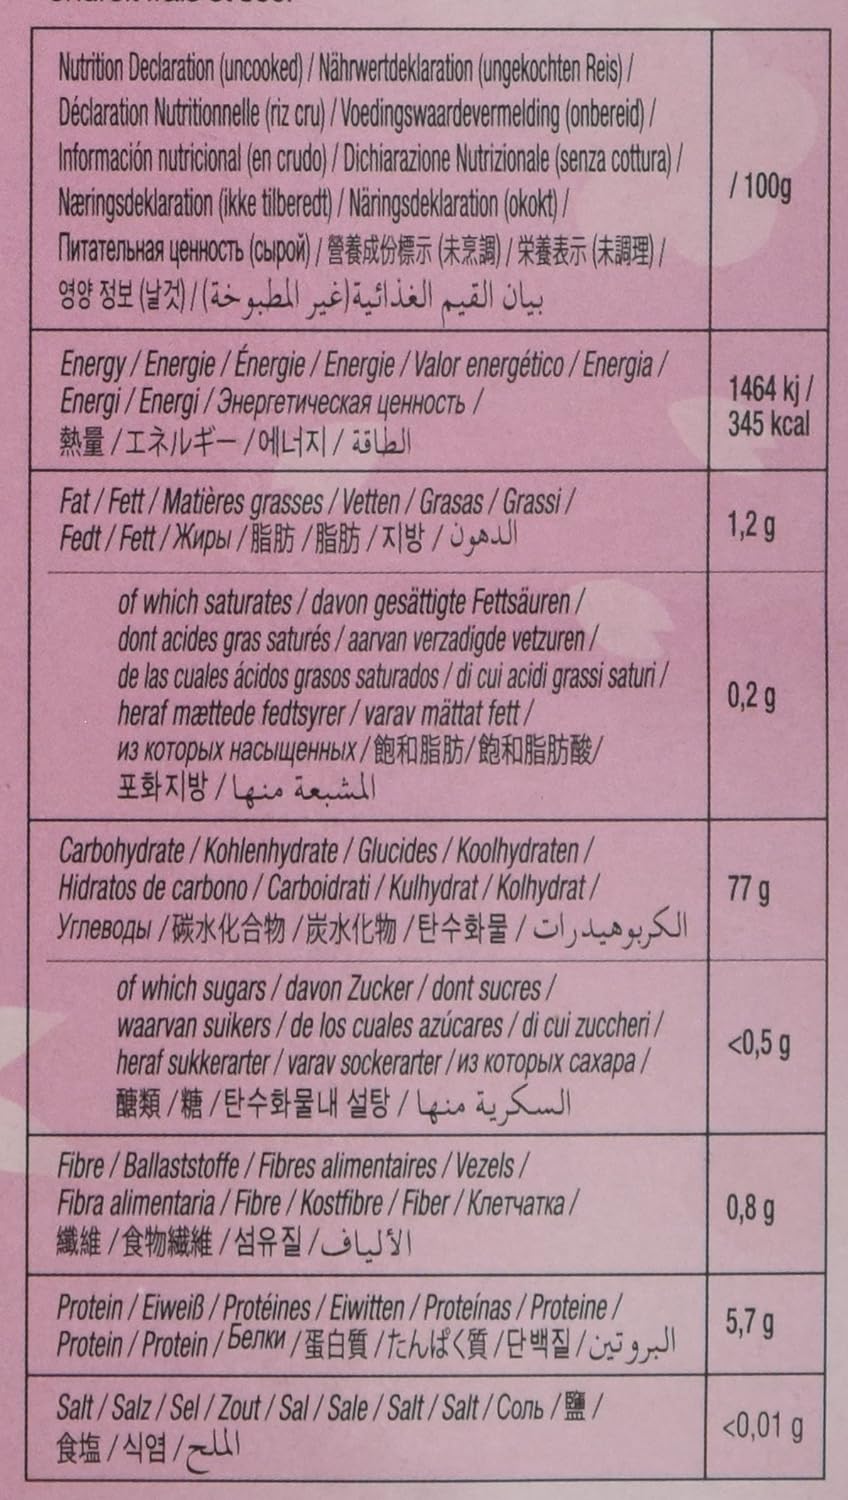 Nutrition Declaration (uncooked) / Nährwertdeklaration (ungekochten Reis) /
Déclaration Nutritionnelle (riz cru) / Voedingswaardevermelding (onbereid) /
Información nutricional (en crudo) / Dichiarazione Nutrizionale (senza cottura) /
Næringsdeklaration (ikke tilberedt) / Näringsdeklaration (okokt) /
Питательная ценность (сырой) / 營養成份標示 (未烹調) / 栄養表示 (未調理) /
영양 정보 (날것) / بيان القيم الغذائية(غير المطبوخة)
/ 100g
Energy / Energie / Énergie / Energie / Valor energético / Energia /
Energi / Energi / Энергетическая ценность /
熱量 / エネルギー / 에너지 / الطاقة
1464 kj /
345 kcal
Fat / Fett / Matières grasses / Vetten / Grasas / Grassi /
Fedt / Fett / Жиры / 脂肪 / 脂肪 / 지방 / الدهون
1,2 g
of which saturates / davon gesättigte Fettsäuren /
dont acides gras saturés / aarvan verzadigde vetzuren /
de las cuales ácidos grasos saturados / di cui acidi grassi saturi /
heraf mættede fedtsyrer / varav mättat fett /
из которых насыщенных / 飽和脂肪/ 飽和脂肪酸/
포화지방 / المشبعة منها
0,2 g
Carbohydrate / Kohlenhydrate / Glucides / Koolhydraten /
Hidratos de carbono / Carboidrati / Kulhydrat / Kolhydrat /
Углеводы / 碳水化合物 / 炭水化物 / 탄수화물 / الكربوهيدرات
77 g
of which sugars / davon Zucker / dont sucres /
waarvan suikers / de los cuales azúcares / di cui zuccheri /
heraf sukkerarter / varav sockerarter / из которых сахара /
醣類 / 糖 / 탄수화물내 설탕 / السكرية منها
<0,5 g
Fibre / Ballaststoffe / Fibres alimentaires / Vezels /
Fibra alimentaria / Fibre / Kostfibre / Fiber / Клетчатка /
纖維 / 食物繊維 / 섬유질 / الألياف
0,8 g
Protein / Eiweiß / Protéines / Eiwitten / Proteínas / Proteine /
Protein / Protein / Белки / 蛋白質 / たんぱく質 / 단백질 / البروتين
5,7 g
Salt / Salz / Sel / Zout / Sal / Sale / Salt / Salt / Соль / 鹽 /
食塩 / 식염 / الملح
<0,01 g